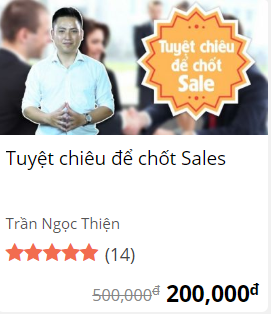 Tuyệt chiêu
để chốt
Sale
Tuyệt chiêu để chốt Sales
Trần Ngọc Thiện
(14)
500,000đ 200,000đ